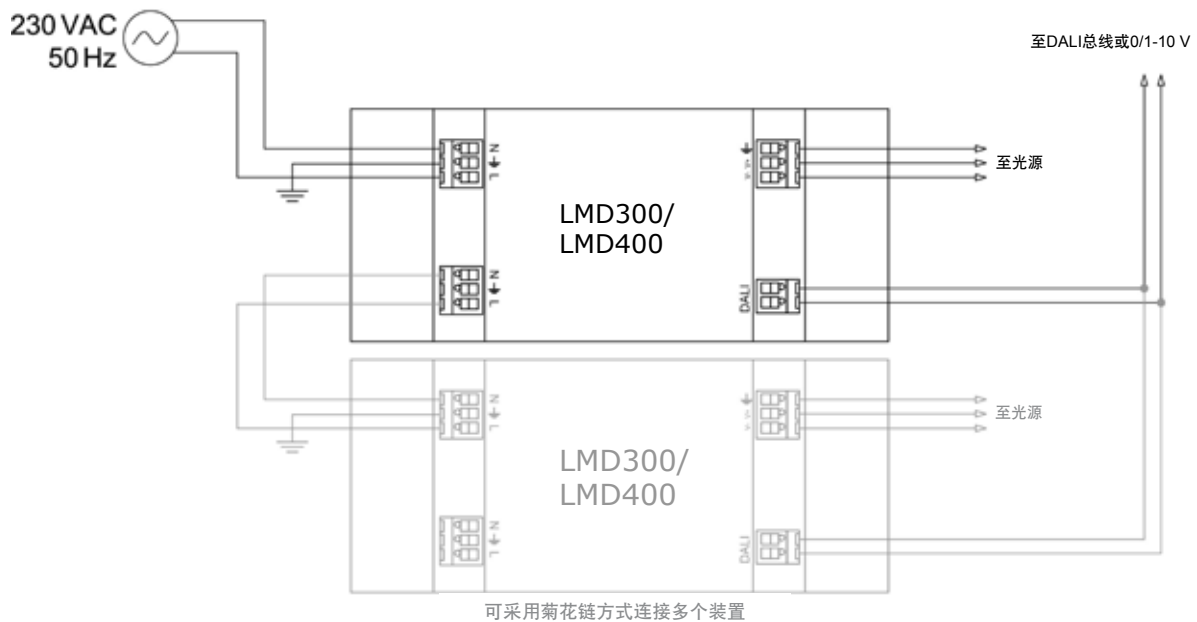 230 VAC
50 Hz
至DALI总线或0/1-10 V
N
L
V- V+
至光源
LMD300/
LMD400
N
L
DALI
N
L
V- V+
至光源
LMD300/
LMD400
N
L
DALI
可采用菊花链方式连接多个装置